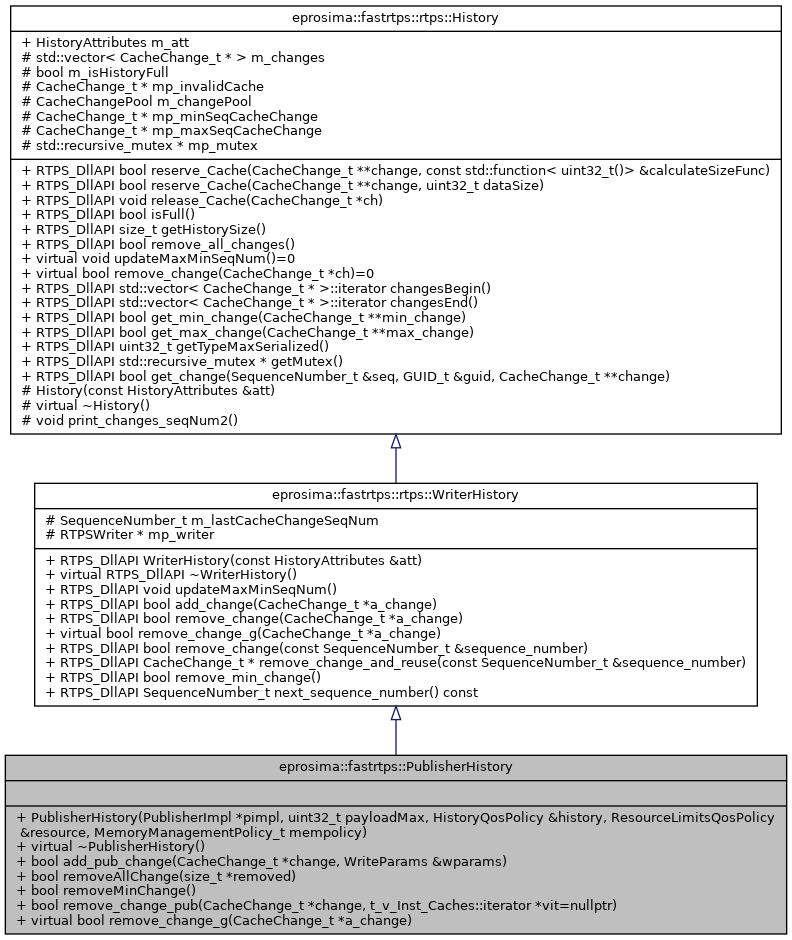 eprosima::fastrtps::rtps::History
+ HistoryAttributes m_att
# std::vector< CacheChange_t * > m_changes
# bool m_isHistoryFull
# CacheChange_t * mp_invalidCache
# CacheChangePool m_changePool
# CacheChange_t * mp_minSeqCacheChange
# CacheChange_t * mp_maxSeqCacheChange
# std::recursive_mutex * mp_mutex
+ RTPS_DllAPI bool reserve_Cache(CacheChange_t **change, const std::function< uint32_t()> &calculateSizeFunc)
+ RTPS_DllAPI bool reserve_Cache(CacheChange_t **change, uint32_t dataSize)
+ RTPS_DllAPI void release_Cache(CacheChange_t *ch)
+ RTPS_DllAPI bool isFull()
+ RTPS_DllAPI size_t getHistorySize()
+ RTPS_DllAPI bool remove_all_changes()
+ virtual void updateMaxMinSeqNum()=0
+ virtual bool remove_change(CacheChange_t *ch)=0
+ RTPS_DllAPI std::vector< CacheChange_t * >::iterator changesBegin()
+ RTPS_DllAPI std::vector< CacheChange_t * >::iterator changesEnd()
+ RTPS_DllAPI bool get_min_change(CacheChange_t **min_change)
+ RTPS_DllAPI bool get_max_change(CacheChange_t **max_change)
+ RTPS_DllAPI uint32_t getTypeMaxSerialized()
+ RTPS_DllAPI std::recursive_mutex * getMutex()
+ RTPS_DllAPI bool get_change(SequenceNumber_t &seq, GUID_t &guid, CacheChange_t **change)
# History(const HistoryAttributes &att)
# virtual ~History()
# void print_changes_seqNum2()
eprosima::fastrtps::rtps::WriterHistory
# SequenceNumber_t m_lastCacheChangeSeqNum
# RTPSWriter * mp_writer
+ RTPS_DllAPI WriterHistory(const HistoryAttributes &att)
+ virtual RTPS_DllAPI ~WriterHistory()
+ RTPS_DllAPI void updateMaxMinSeqNum()
+ RTPS_DllAPI bool add_change(CacheChange_t *a_change)
+ RTPS_DllAPI bool remove_change(CacheChange_t *a_change)
+ virtual bool remove_change_g(CacheChange_t *a_change)
+ RTPS_DllAPI bool remove_change(const SequenceNumber_t &sequence_number)
+ RTPS_DllAPI CacheChange_t * remove_change_and_reuse(const SequenceNumber_t &sequence_number)
+ RTPS_DllAPI bool remove_min_change()
+ RTPS_DllAPI SequenceNumber_t next_sequence_number() const
eprosima::fastrtps::PublisherHistory
+ PublisherHistory(PublisherImpl *pimpl, uint32_t payloadMax, HistoryQosPolicy &history, ResourceLimitsQosPolicy
&resource, MemoryManagementPolicy_t mempolicy)
+ virtual ~PublisherHistory()
+ bool add_pub_change(CacheChange_t *change, WriteParams &wparams)
+ bool removeAllChange(size_t *removed)
+ bool removeMinChange()
+ bool remove_change_pub(CacheChange_t *change, t_v_Inst_Caches::iterator *vit=nullptr)
+ virtual bool remove_change_g(CacheChange_t *a_change)